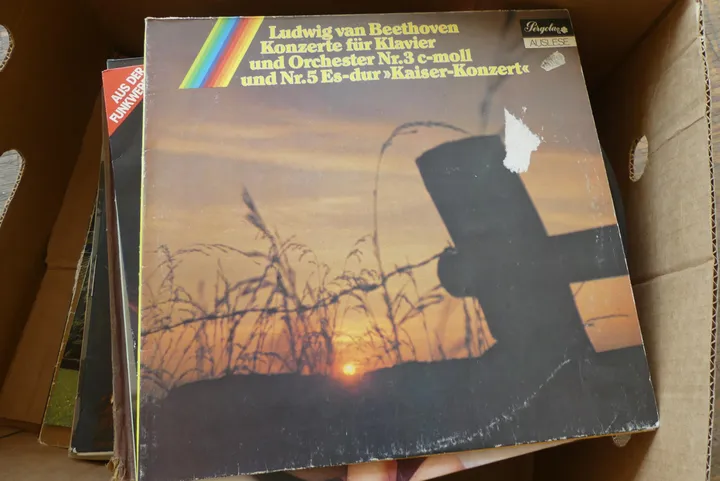 Ludwig van Beethoven
Konzerte für Klavier
und Orchester Nr.3 c-moll
und Nr.5 Es-dur »Kaiser-Konzert«
Pergola
AUSLESE
AUS DER